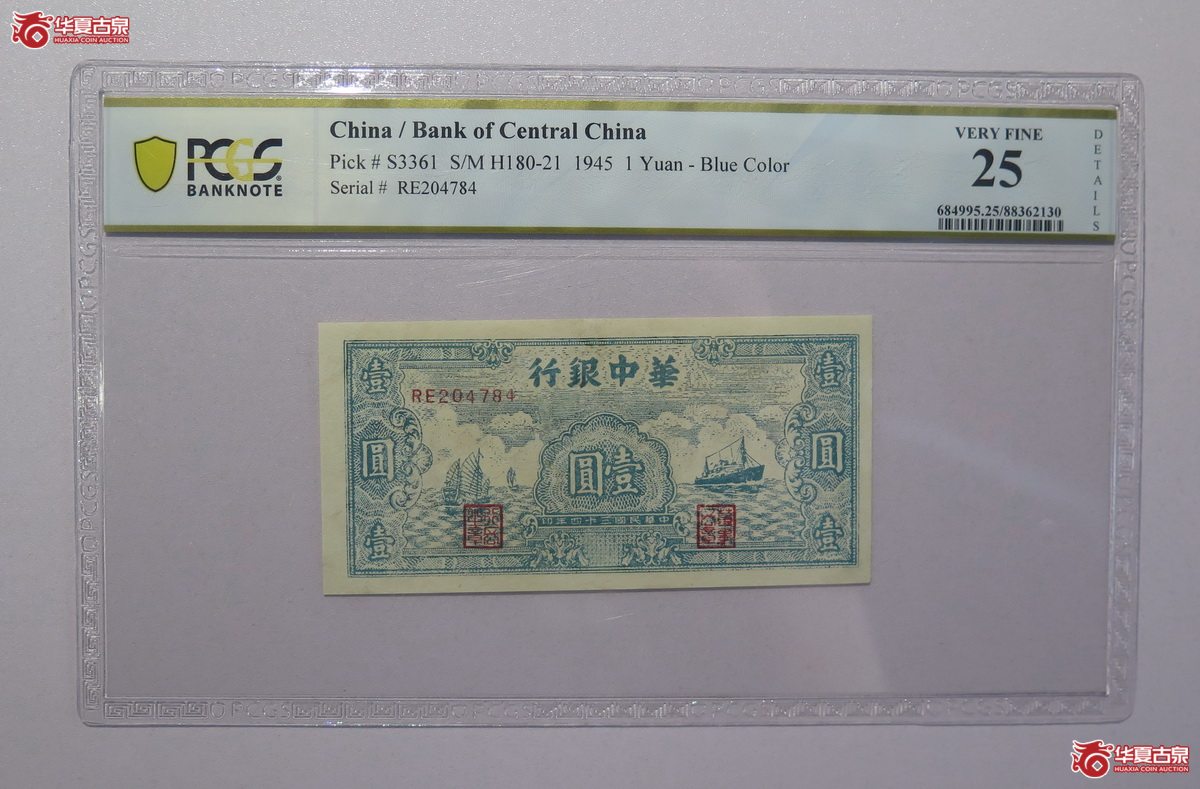 华夏古泉
HUAXIA COIN AUCTION
PCGS
BANKNOTE
China / Bank of Central China
Pick # S3361 S/M H180-21 1945 1 Yuan - Blue Color
Serial # RE204784
VERY FINE
25
684995.25/88362130
DETAILS
行銀中華
RE204784
壹
壹
圓
圓
圓壹
印年四十三國民華中
壹
壹
华夏古泉
HUAXIA COIN AUCTION